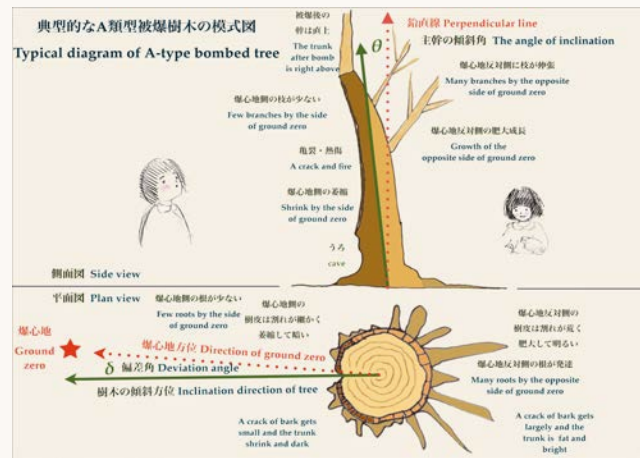 典型的なA類型被爆樹木の模式図
Typical diagram of A-type bombed tree
被爆後の
幹は直上
The trunk
after bomb
is right above
θ
鉛直線 Perpendicular line
主幹の傾斜角 The angle of inclination
爆心地反対側に枝が伸張
Many branches by the opposite
side of ground zero
爆心地側の枝が少ない
Few branches by the side
of ground zero
爆心地反対側の肥大成長
Growth of the
opposite side of ground zero
亀裂・熱傷
A crack and fire
爆心地側の萎縮
Shrink by the side
of ground zero
うろ
cave
側面図 Side view
平面図 Plan view
爆心地側の根が少ない
Few roots by the side
of ground zero
爆心地側の
樹皮は割れが細かく
萎縮して暗い
爆心地反対側の
樹皮は割れが荒く
肥大して明るい
爆心地
Ground
zero
爆心地方位 Direction of ground zero
δ 偏差角 Deviation angle
樹木の傾斜方位 Inclination direction of tree
爆心地反対側の根が発達
Many roots by the opposite
side of ground zero
A crack of bark gets
small and the trunk
shrink and dark
A crack of bark gets
largely and the
trunk is fat and
bright